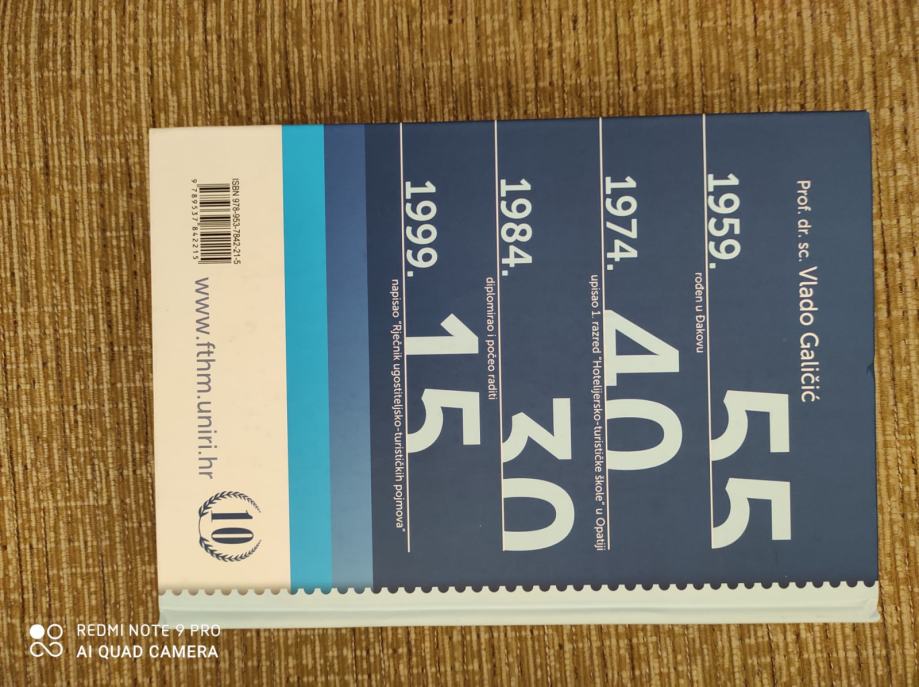 Prof. dr. sc. Vlado Galičić
1959.
55
rođen u Đakovu
1974.
40
upisao 1. razred "Hotelijersko-turističke škole" u Opatiji
1984.
30
diplomirao i počeo raditi
1999.
15
napisao "Rječnik ugostiteljsko-turističkih pojmova"
ISBN 978-953-7842-21-5
9 789537 842215
www.fthm.uniri.hr
10
REDMI NOTE 9 PRO
AI QUAD CAMERA